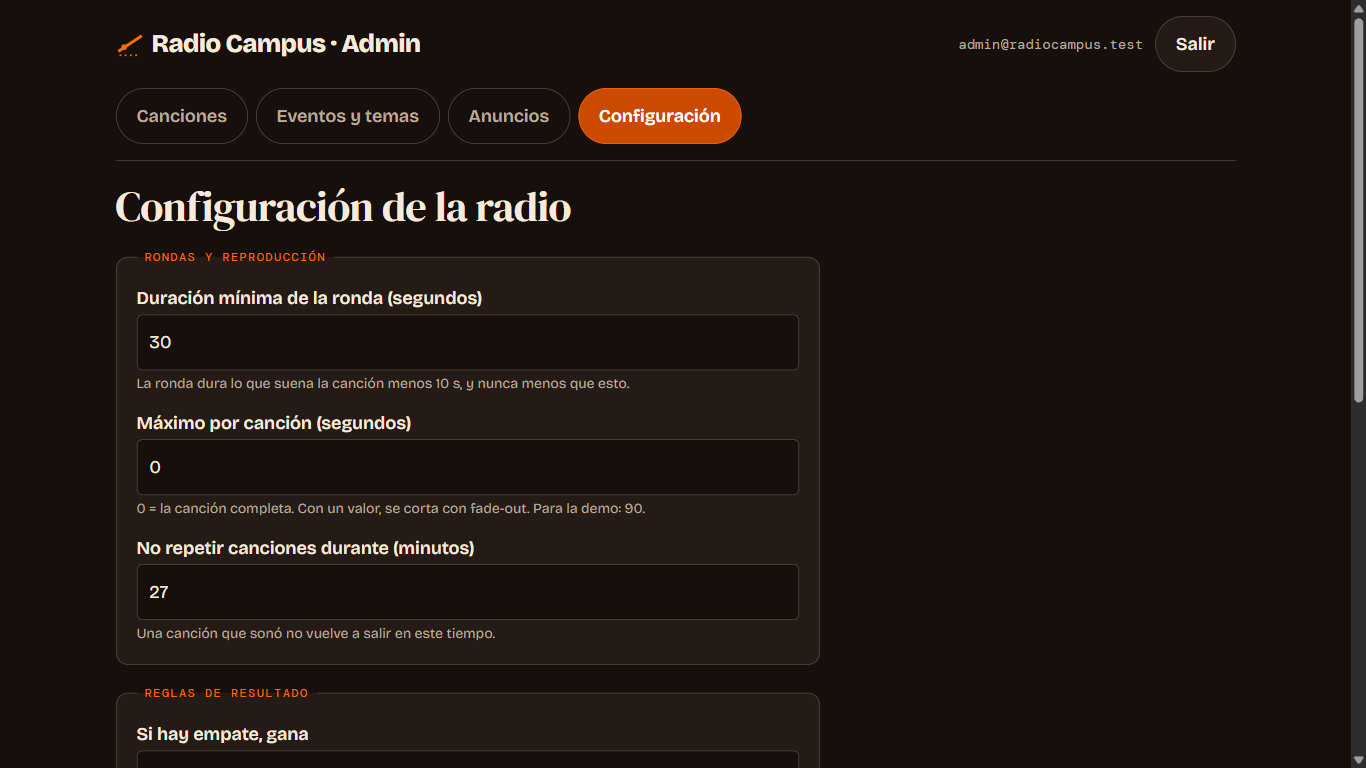 Radio Campus · Admin
admin@radiocampus.test
Salir
Canciones
Eventos y temas
Anuncios
Configuración
Configuración de la radio
RONDAS Y REPRODUCCIÓN
Duración mínima de la ronda (segundos)
30
La ronda dura lo que suena la canción menos 10 s, y nunca menos que esto.
Máximo por canción (segundos)
0
0 = la canción completa. Con un valor, se corta con fade-out. Para la demo: 90.
No repetir canciones durante (minutos)
27
Una canción que sonó no vuelve a salir en este tiempo.
REGLAS DE RESULTADO
Si hay empate, gana